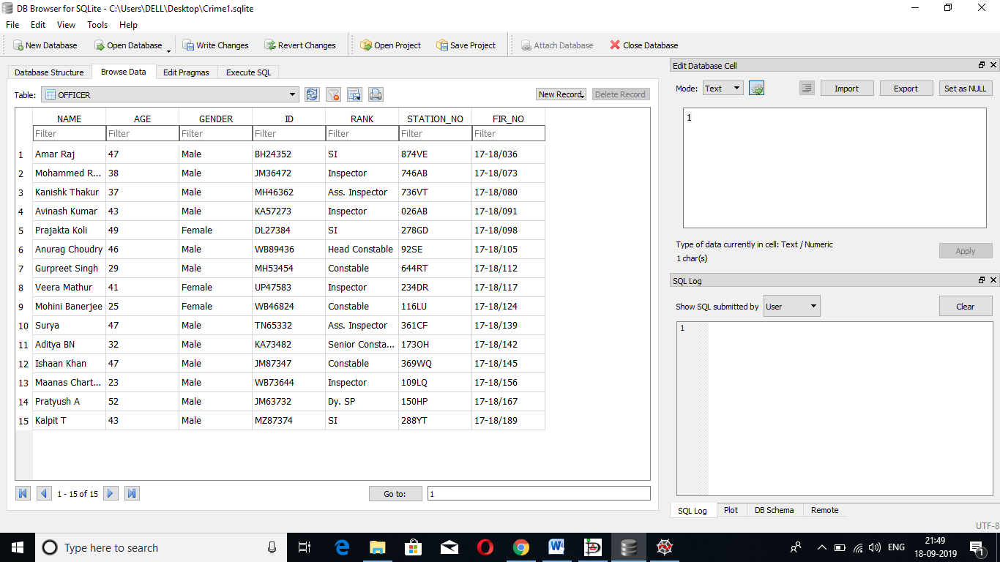 DB Browser for SQLite - C:\Users\DELL\Desktop\Crime1.sqlite
File Edit View Tools Help
New Database Open Database Write Changes Revert Changes Open Project Save Project Attach Database Close Database
Database Structure Browse Data Edit Pragmas Execute SQL
Table: OFFICER New Record Delete Record
NAME AGE GENDER ID RANK STATION_NO FIR_NO
Filter Filter Filter Filter Filter Filter Filter
1 Amar Raj 47 Male BH24352 SI 874VE 17-18/036
2 Mohammed R... 38 Male JM36472 Inspector 746AB 17-18/073
3 Kanishk Thakur 37 Male MH46362 Ass. Inspector 736VT 17-18/080
4 Avinash Kumar 43 Male KA57273 Inspector 026AB 17-18/091
5 Prajakta Koli 49 Female DL27384 SI 278GD 17-18/098
6 Anurag Choudry 46 Male WB89436 Head Constable 92SE 17-18/105
7 Gurpreet Singh 29 Male MH53454 Constable 644RT 17-18/112
8 Veera Mathur 41 Female UP47583 Inspector 234DR 17-18/117
9 Mohini Banerjee 25 Female WB46824 Constable 116LU 17-18/124
10 Surya 47 Male TN65332 Ass. Inspector 361CF 17-18/139
11 Aditya BN 32 Male KA73482 Senior Consta... 173OH 17-18/142
12 Ishaan Khan 47 Male JM87347 Constable 369WQ 17-18/145
13 Maanas Chart... 23 Male WB73644 Inspector 109LQ 17-18/156
14 Pratyush A 52 Male JM63732 Dy. SP 150HP 17-18/167
15 Kalpit T 43 Male MZ87374 SI 288YT 17-18/189
1 - 15 of 15 Go to: 1
Edit Database Cell
Mode: Text Import Export Set as NULL
1
Type of data currently in cell: Text / Numeric
1 char(s)
Apply
SQL Log
Show SQL submitted by User Clear
1
SQL Log Plot DB Schema Remote
UTF-8
Type here to search
ENG 21:49
18-09-2019
1